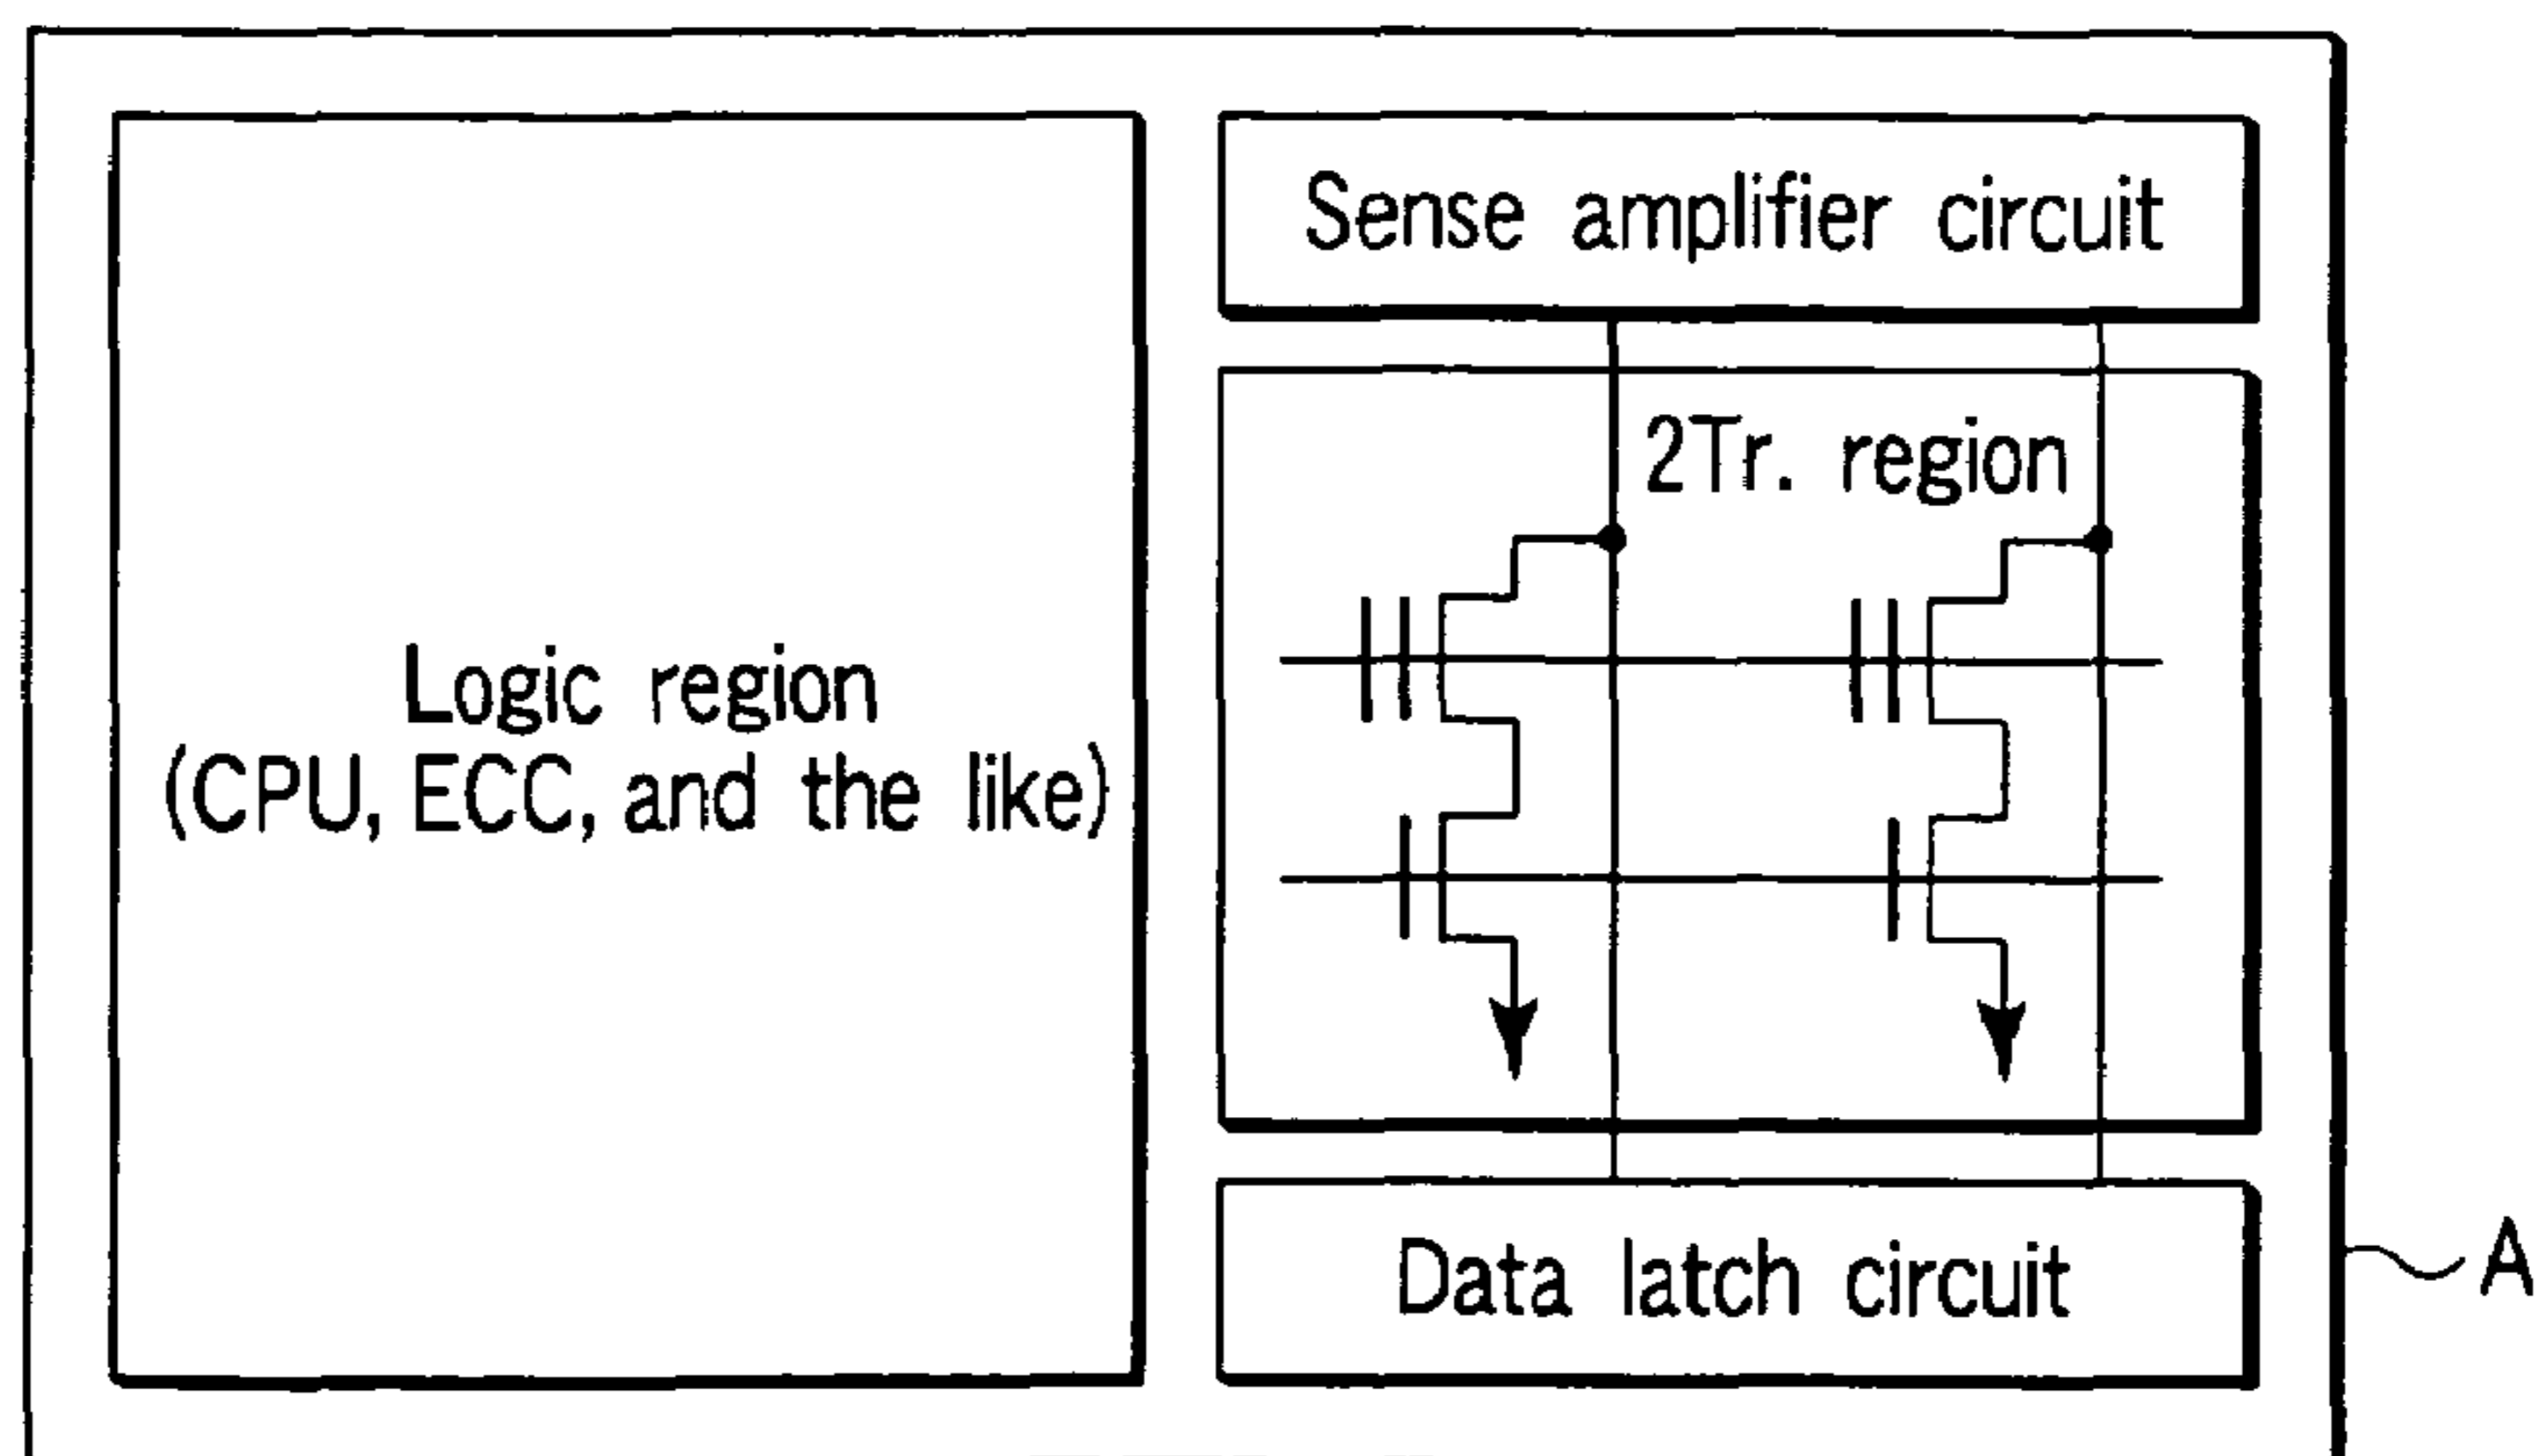 Logic region
(CPU, ECC, and the like)
Sense amplifier circuit
2Tr. region
Data latch circuit
A